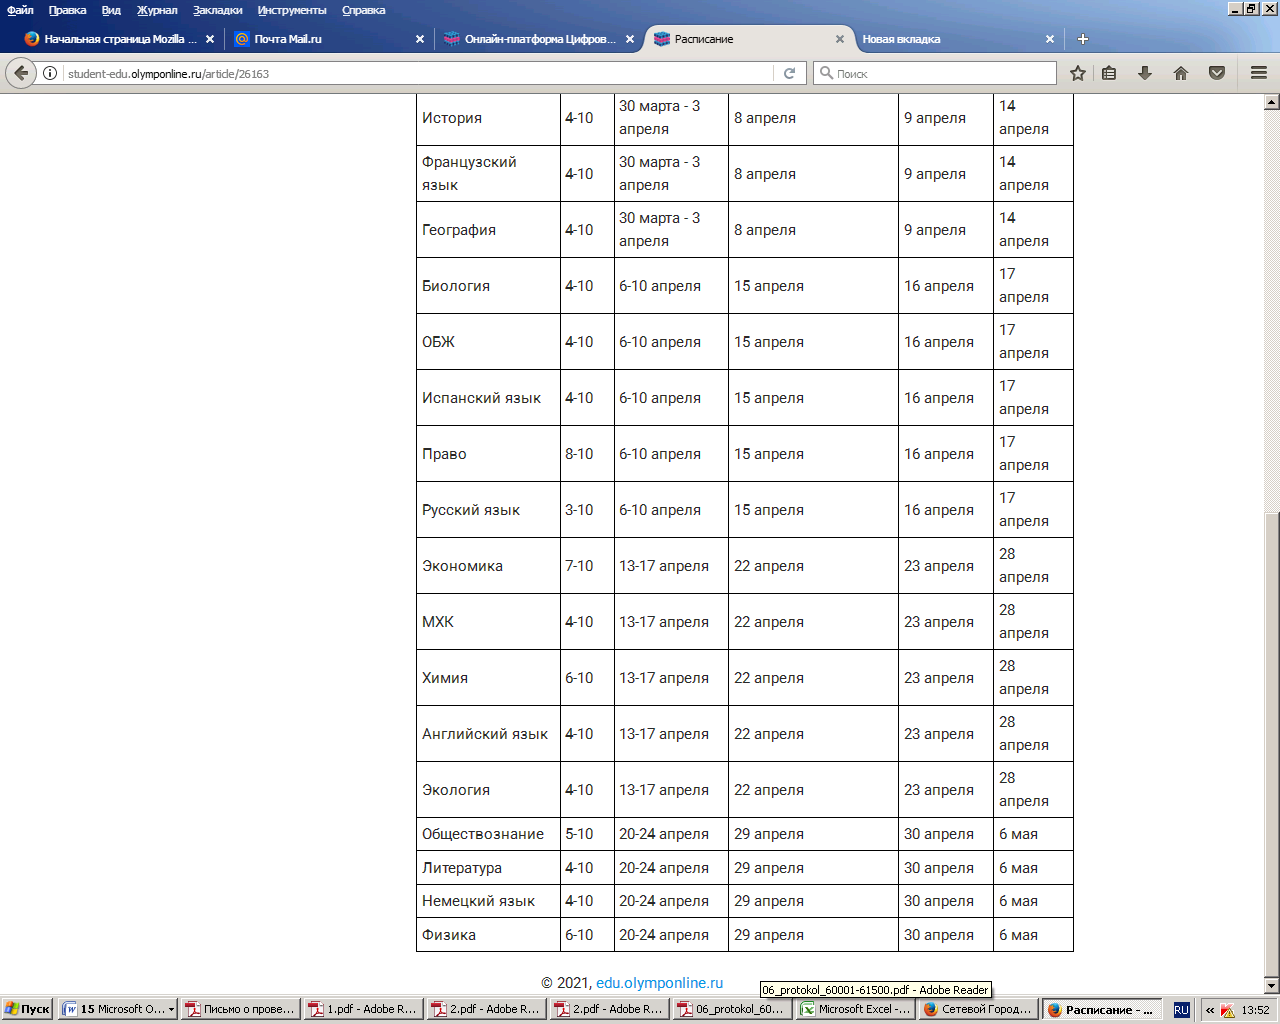 Файл Правка Вид Журнал Закладки Инструменты Справка
Начальная страница Mozilla ... Почта Mail.ru Онлайн-платформа Цифров... Расписание Новая вкладка
student-edu.olymponline.ru/article/26163 Поиск
История 4-10 30 марта - 3 апреля 8 апреля 9 апреля 14 апреля
Французский язык 4-10 30 марта - 3 апреля 8 апреля 9 апреля 14 апреля
География 4-10 30 марта - 3 апреля 8 апреля 9 апреля 14 апреля
Биология 4-10 6-10 апреля 15 апреля 16 апреля 17 апреля
ОБЖ 4-10 6-10 апреля 15 апреля 16 апреля 17 апреля
Испанский язык 4-10 6-10 апреля 15 апреля 16 апреля 17 апреля
Право 8-10 6-10 апреля 15 апреля 16 апреля 17 апреля
Русский язык 3-10 6-10 апреля 15 апреля 16 апреля 17 апреля
Экономика 7-10 13-17 апреля 22 апреля 23 апреля 28 апреля
МХК 4-10 13-17 апреля 22 апреля 23 апреля 28 апреля
Химия 6-10 13-17 апреля 22 апреля 23 апреля 28 апреля
Английский язык 4-10 13-17 апреля 22 апреля 23 апреля 28 апреля
Экология 4-10 13-17 апреля 22 апреля 23 апреля 28 апреля
Обществознание 5-10 20-24 апреля 29 апреля 30 апреля 6 мая
Литература 4-10 20-24 апреля 29 апреля 30 апреля 6 мая
Немецкий язык 4-10 20-24 апреля 29 апреля 30 апреля 6 мая
Физика 6-10 20-24 апреля 29 апреля 30 апреля 6 мая
© 2021, edu.olymponline.ru
06_protokol_60001-61500.pdf - Adobe Reader
Пуск 15 Microsoft O... Письмо о прове... 1.pdf - Adobe R... 2.pdf - Adobe R... 2.pdf - Adobe R... 06_protokol_60... Microsoft Excel -... Сетевой Город... Расписание - ... RU « 13:52